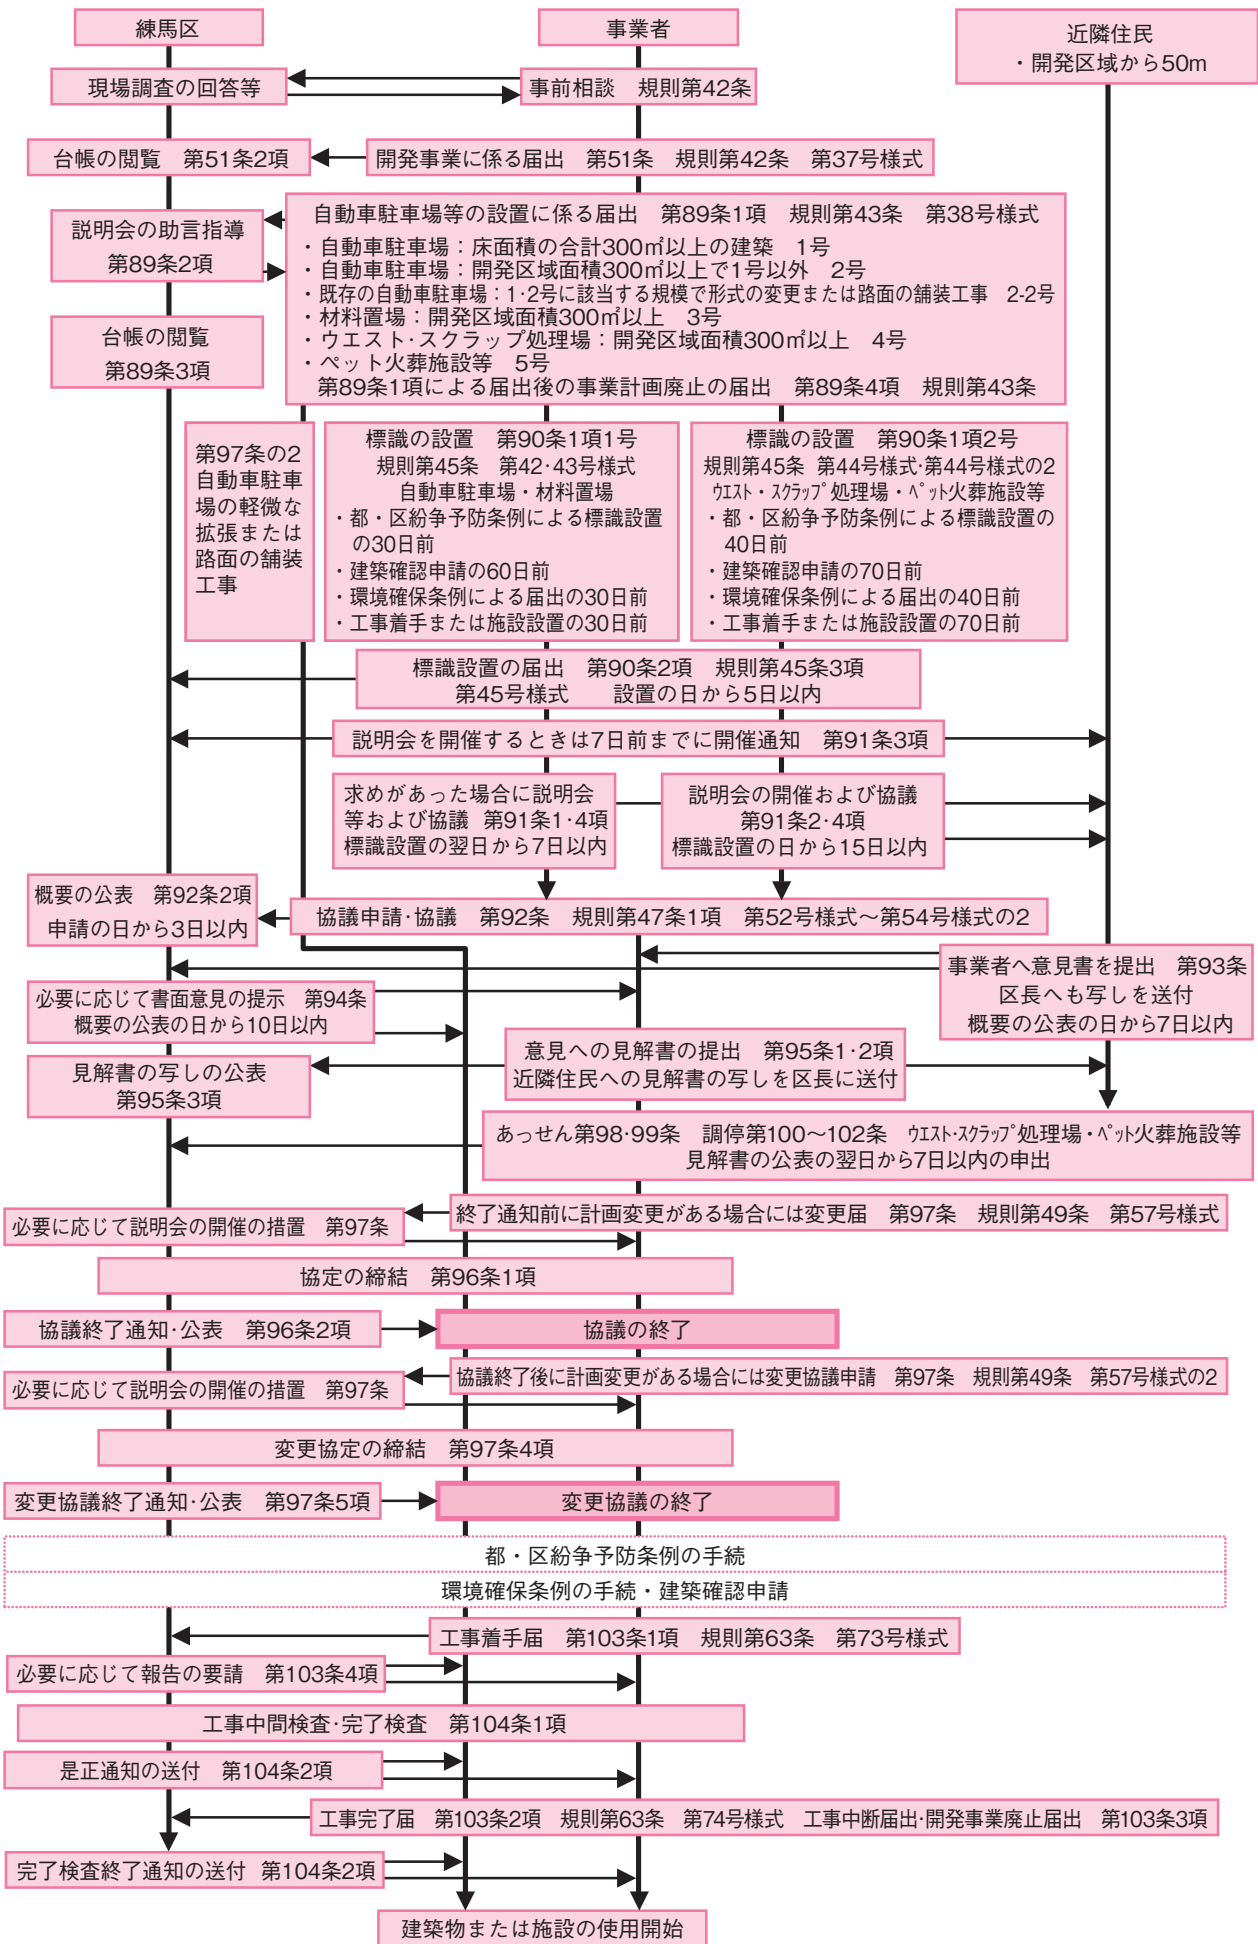 練馬区
事業者
近隣住民
・開発区域から50m
現場調査の回答等
事前相談　規則第42条
台帳の閲覧　第51条2項
開発事業に係る届出　第51条　規則第42条　第37号様式
説明会の助言指導
第89条2項
自動車駐車場等の設置に係る届出　第89条1項　規則第43条　第38号様式
・自動車駐車場：床面積の合計300㎡以上の建築　1号
・自動車駐車場：開発区域面積300㎡以上で1号以外　2号
・既存の自動車駐車場：1・2号に該当する規模で形式の変更または路面の舗装工事　2-2号
・材料置場：開発区域面積300㎡以上　3号
・ウエスト・スクラップ処理場：開発区域面積300㎡以上　4号
・ペット火葬施設等　5号
第89条1項による届出後の事業計画廃止の届出　第89条4項　規則第43条
台帳の閲覧
第89条3項
第97条の2
自動車駐車
場の軽微な
拡張または
路面の舗装
工事
標識の設置　第90条1項1号
規則第45条　第42・43号様式
自動車駐車場・材料置場
・都・区紛争予防条例による標識設置
の30日前
・建築確認申請の60日前
・環境確保条例による届出の30日前
・工事着手または施設設置の30日前
標識の設置　第90条1項2号
規則第45条　第44号様式・第44号様式の2
ｳｴｽﾄ・ｽｸﾗｯﾌﾟ処理場・ﾍﾟｯﾄ火葬施設等
・都・区紛争予防条例による標識設置の
40日前
・建築確認申請の70日前
・環境確保条例による届出の40日前
・工事着手または施設設置の70日前
標識設置の届出　第90条2項　規則第45条3項
第45号様式　　設置の日から5日以内
説明会を開催するときは7日前までに開催通知　第91条3項
求めがあった場合に説明会
等および協議　第91条1・4項
標識設置の翌日から7日以内
説明会の開催および協議
第91条2・4項
標識設置の日から15日以内
概要の公表　第92条2項
申請の日から3日以内
協議申請・協議　第92条　規則第47条1項　第52号様式～第54号様式の2
事業者へ意見書を提出　第93条
区長へも写しを送付
概要の公表の日から7日以内
必要に応じて書面意見の提示　第94条
概要の公表の日から10日以内
意見への見解書の提出　第95条1・2項
近隣住民への見解書の写しを区長に送付
見解書の写しの公表
第95条3項
あっせん第98・99条　調停第100～102条　ｳｴｽﾄ・ｽｸﾗｯﾌﾟ処理場・ﾍﾟｯﾄ火葬施設等
見解書の公表の翌日から7日以内の申出
終了通知前に計画変更がある場合には変更届　第97条　規則第49条　第57号様式
必要に応じて説明会の開催の措置　第97条
協定の締結　第96条1項
協議終了通知・公表　第96条2項
協議の終了
協議終了後に計画変更がある場合には変更協議申請　第97条　規則第49条　第57号様式の2
必要に応じて説明会の開催の措置　第97条
変更協定の締結　第97条4項
変更協議終了通知・公表　第97条5項
変更協議の終了
都・区紛争予防条例の手続
環境確保条例の手続・建築確認申請
工事着手届　第103条1項　規則第63条　第73号様式
必要に応じて報告の要請　第103条4項
工事中間検査・完了検査　第104条1項
是正通知の送付　第104条2項
工事完了届　第103条2項　規則第63条　第74号様式　工事中断届出・開発事業廃止届出　第103条3項
完了検査終了通知の送付　第104条2項
建築物または施設の使用開始